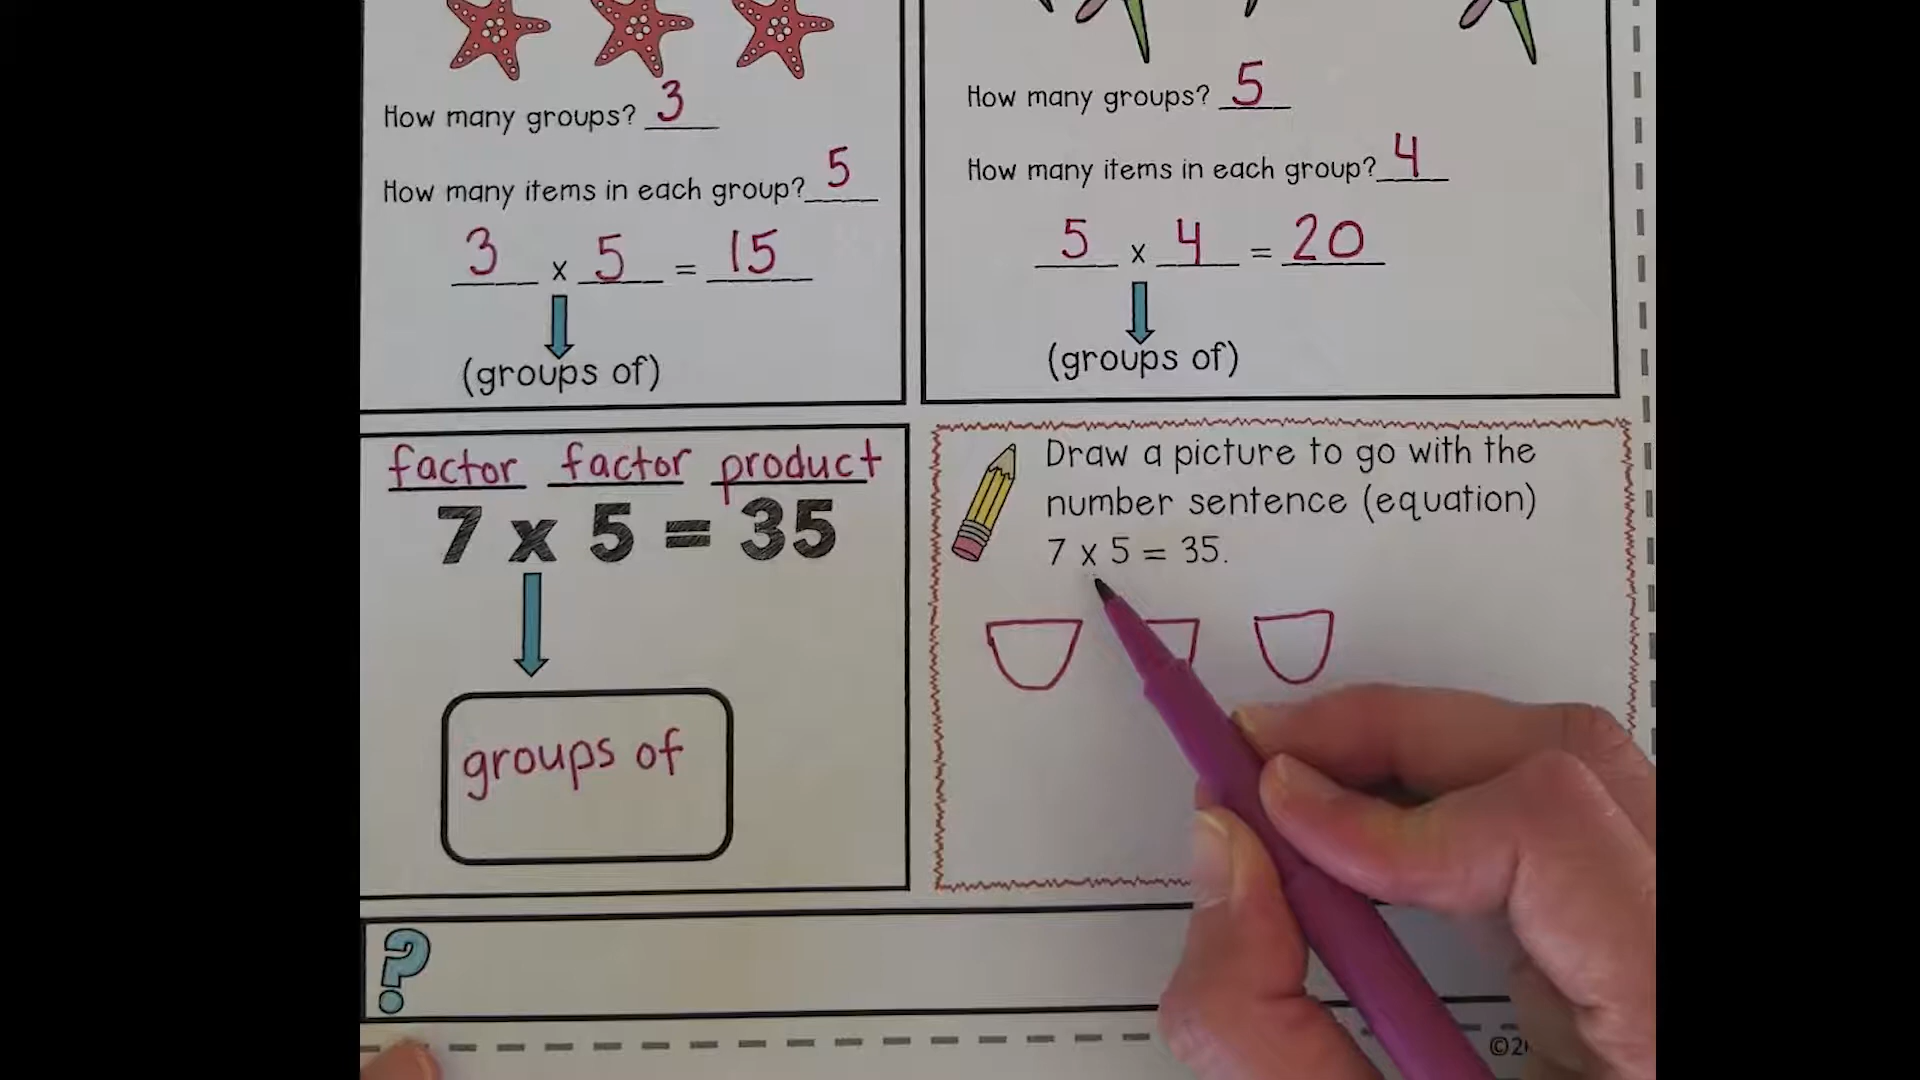 How many groups? 3
How many items in each group? 5
3 x 5 = 15
(groups of)
How many groups? 5
How many items in each group? 4
5 x 4 = 20
(groups of)
factor factor product
7 x 5 = 35
groups of
Draw a picture to go with the
number sentence (equation)
7 x 5 = 35.
?